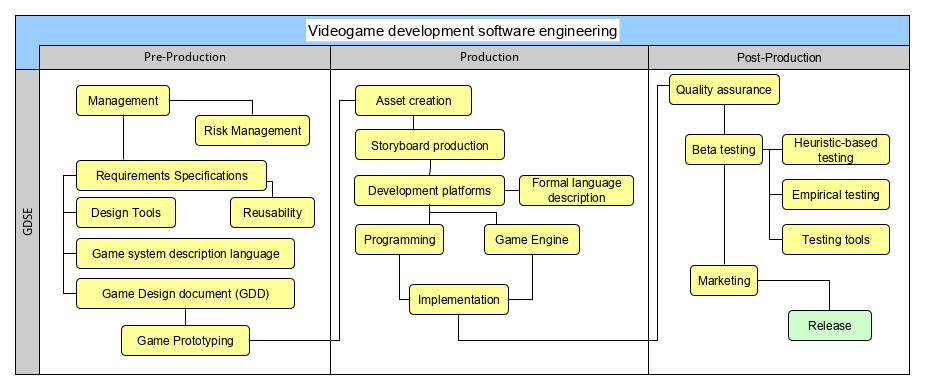 Videogame development software engineering
Pre-Production
Production
Post-Production
GDSE
Management
Risk Management
Requirements Specifications
Design Tools
Reusability
Game system description language
Game Design document (GDD)
Game Prototyping
Asset creation
Storyboard production
Development platforms
Formal language
description
Programming
Game Engine
Implementation
Quality assurance
Beta testing
Heuristic-based
testing
Empirical testing
Testing tools
Marketing
Release